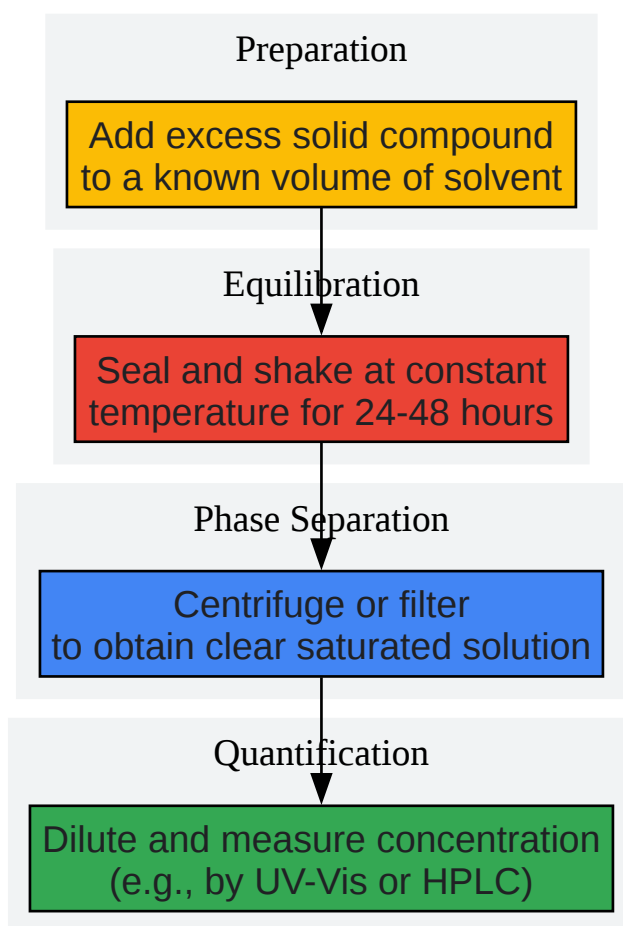 Preparation
Add excess solid compound
to a known volume of solvent
Equilibration
Seal and shake at constant
temperature for 24-48 hours
Phase Separation
Centrifuge or filter
to obtain clear saturated solution
Quantification
Dilute and measure concentration
(e.g., by UV-Vis or HPLC)